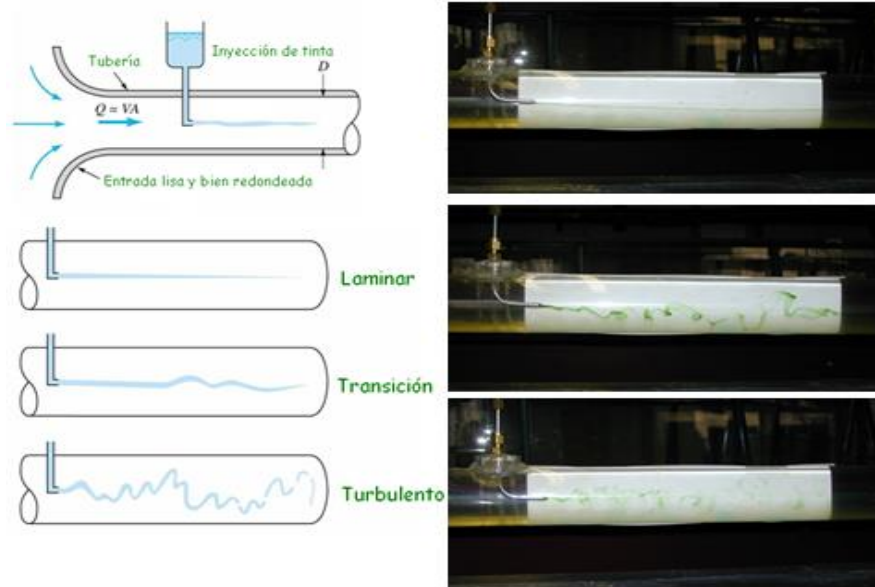 Tubería
Inyección de tinta
D
Q = VA
Entrada lisa y bien redondeada
Laminar
Transición
Turbulento